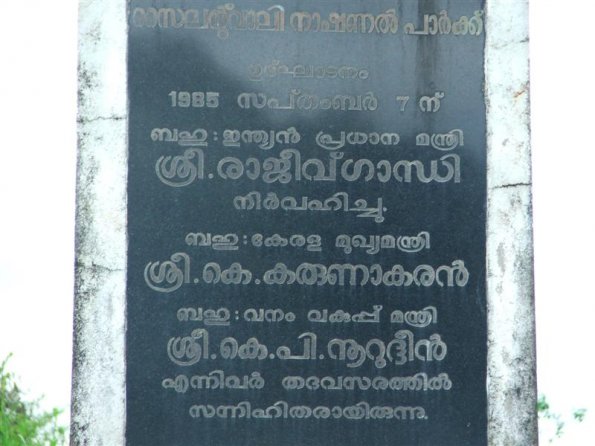 സൈലന്റ്‌വാലി നാഷണൽ പാർക്ക്
ഉദ്ഘാടനം
1985 സപ്തംബർ 7 ന്
ബഹു:ഇന്ത്യൻ പ്രധാന മന്ത്രി
ശ്രീ.രാജീവ്ഗാന്ധി
നിർവഹിച്ചു.
ബഹു:കേരള മുഖ്യമന്ത്രി
ശ്രീ.കെ.കരുണാകരൻ
ബഹു:വനം വകുപ്പ് മന്ത്രി
ശ്രീ.കെ.പി.നൂറുദ്ദീൻ
എന്നിവർ തദവസരത്തിൽ
സന്നിഹിതരായിരുന്നു.